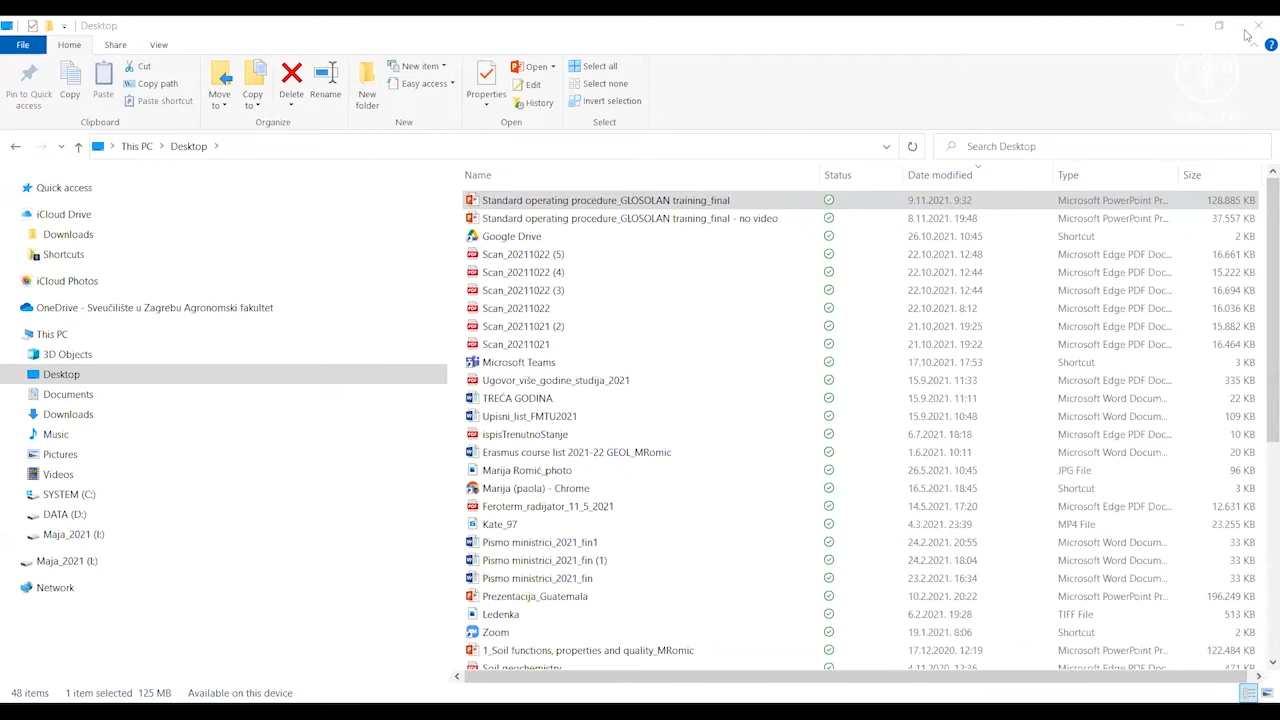 Desktop
File Home Share View
Pin to Quick access
Copy
Paste
Cut
Copy path
Paste shortcut
Clipboard
Move to
Copy to
Delete
Rename
Organize
New folder
New item
Easy access
New
Properties
Open
Edit
History
Open
Select all
Select none
Invert selection
Select
This PC > Desktop >
Search Desktop
Quick access
iCloud Drive
Downloads
Shortcuts
iCloud Photos
OneDrive - Sveučilište u Zagrebu Agronomski fakultet
This PC
3D Objects
Desktop
Documents
Downloads
Music
Pictures
Videos
SYSTEM (C:)
DATA (D:)
Maja_2021 (I:)
Maja_2021 (I:)
Network
Name Status Date modified Type Size
Standard operating procedure_GLOSOLAN training_final 9.11.2021. 9:32 Microsoft PowerPoint Pr... 128.885 KB
Standard operating procedure_GLOSOLAN training_final - no video 8.11.2021. 19:48 Microsoft PowerPoint Pr... 37.557 KB
Google Drive 26.10.2021. 10:45 Shortcut 2 KB
Scan_20211022 (5) 22.10.2021. 12:48 Microsoft Edge PDF Doc... 16.661 KB
Scan_20211022 (4) 22.10.2021. 12:44 Microsoft Edge PDF Doc... 15.222 KB
Scan_20211022 (3) 22.10.2021. 12:44 Microsoft Edge PDF Doc... 16.694 KB
Scan_20211022 22.10.2021. 8:12 Microsoft Edge PDF Doc... 16.036 KB
Scan_20211021 (2) 21.10.2021. 19:25 Microsoft Edge PDF Doc... 15.882 KB
Scan_20211021 21.10.2021. 19:22 Microsoft Edge PDF Doc... 16.464 KB
Microsoft Teams 17.10.2021. 17:53 Shortcut 3 KB
Ugovor_više_godine_studija_2021 15.9.2021. 11:33 Microsoft Edge PDF Doc... 335 KB
TREĆA GODINA 15.9.2021. 11:11 Microsoft Word Docum... 22 KB
Upisni_list_FMTU2021 15.9.2021. 10:48 Microsoft Word Docum... 109 KB
ispisTrenutnoStanje 6.7.2021. 18:18 Microsoft Edge PDF Doc... 10 KB
Erasmus course list 2021-22 GEOL_MRomic 1.6.2021. 10:11 Microsoft Word Docum... 20 KB
Marija Romić_photo 26.5.2021. 10:45 JPG File 96 KB
Marija (paola) - Chrome 16.5.2021. 18:45 Shortcut 3 KB
Feroterm_radijator_11_5_2021 14.5.2021. 17:20 Microsoft Edge PDF Doc... 12.631 KB
Kate_97 4.3.2021. 23:39 MP4 File 23.255 KB
Pismo ministrici_2021_fin1 24.2.2021. 20:55 Microsoft Word Docum... 33 KB
Pismo ministrici_2021_fin (1) 24.2.2021. 18:04 Microsoft Word Docum... 33 KB
Pismo ministrici_2021_fin 23.2.2021. 16:34 Microsoft Word Docum... 33 KB
Prezentacija_Guatemala 10.2.2021. 20:22 Microsoft PowerPoint Pr... 196.249 KB
Ledenka 6.2.2021. 19:28 TIFF File 513 KB
Zoom 19.1.2021. 8:06 Shortcut 2 KB
1_Soil functions, properties and quality_MRomic 17.12.2020. 12:19 Microsoft PowerPoint Pr... 122.484 KB
Soil geochemistry 4.11.2020. 12:36 Microsoft Edge PDF Doc... 471 KB
48 items 1 item selected 125 MB Available on this device